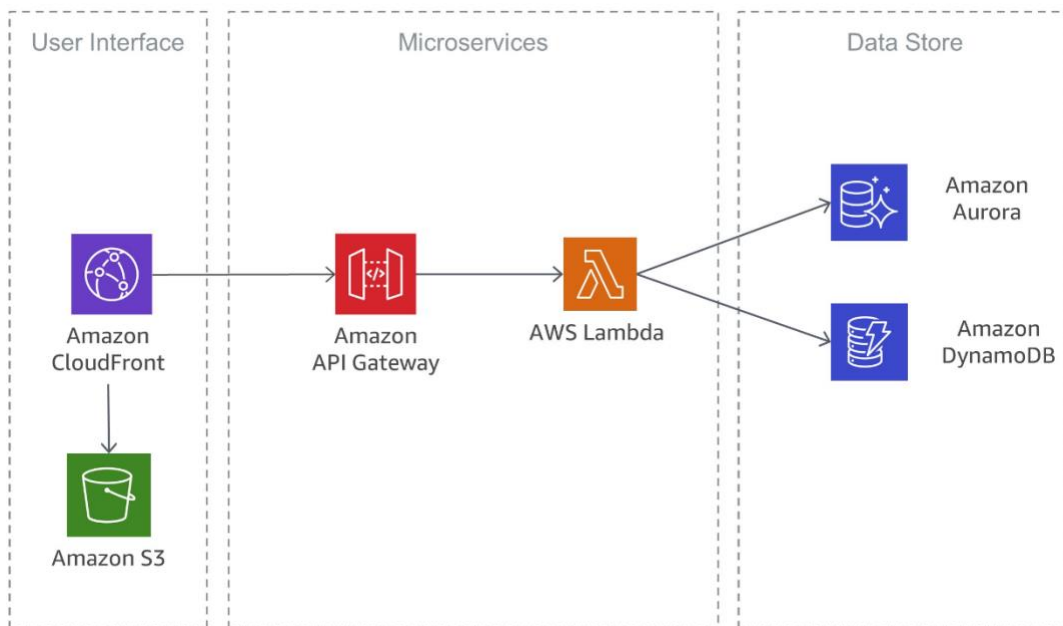 User Interface
Microservices
Data Store
Amazon
Aurora
Amazon
CloudFront
Amazon
API Gateway
AWS Lambda
Amazon
DynamoDB
Amazon S3